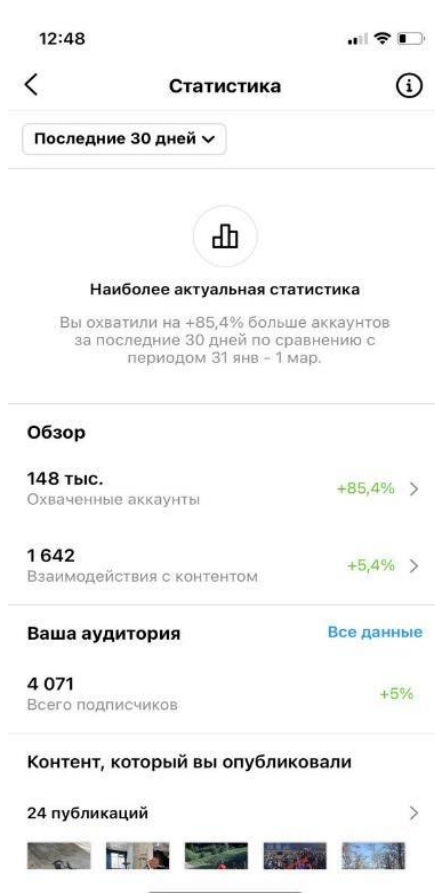 12:48
Статистика
Последние 30 дней
Наиболее актуальная статистика
Вы охватили на +85,4% больше аккаунтов
за последние 30 дней по сравнению с
периодом 31 янв - 1 мар.
Обзор
148 тыс.
Охваченные аккаунты
+85,4%
1 642
Взаимодействия с контентом
+5,4%
Ваша аудитория
Все данные
4 071
Всего подписчиков
+5%
Контент, который вы опубликовали
24 публикаций